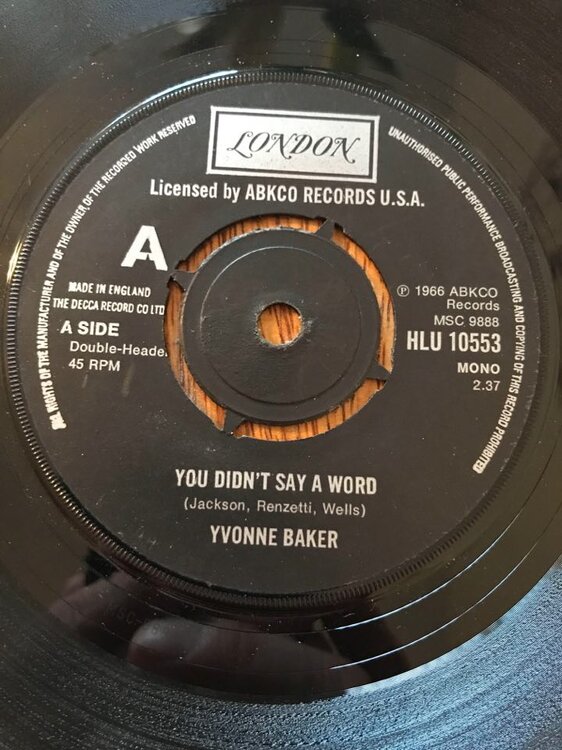 LONDON
Licensed by ABKCO RECORDS U.S.A.
ALL RIGHTS OF THE MANUFACTURER AND OF THE OWNER OF THE RECORDED WORK RESERVED
UNAUTHORISED PUBLIC PERFORMANCE BROADCASTING AND COPYING OF THIS RECORD PROHIBITED
A
MADE IN ENGLAND
THE DECCA RECORD CO LTD
A SIDE
Double-Heade
45 RPM
℗ 1966 ABKCO
Records
MSC 9888
HLU 10553
MONO
2.37
YOU DIDN'T SAY A WORD
(Jackson, Renzetti, Wells)
YVONNE BAKER